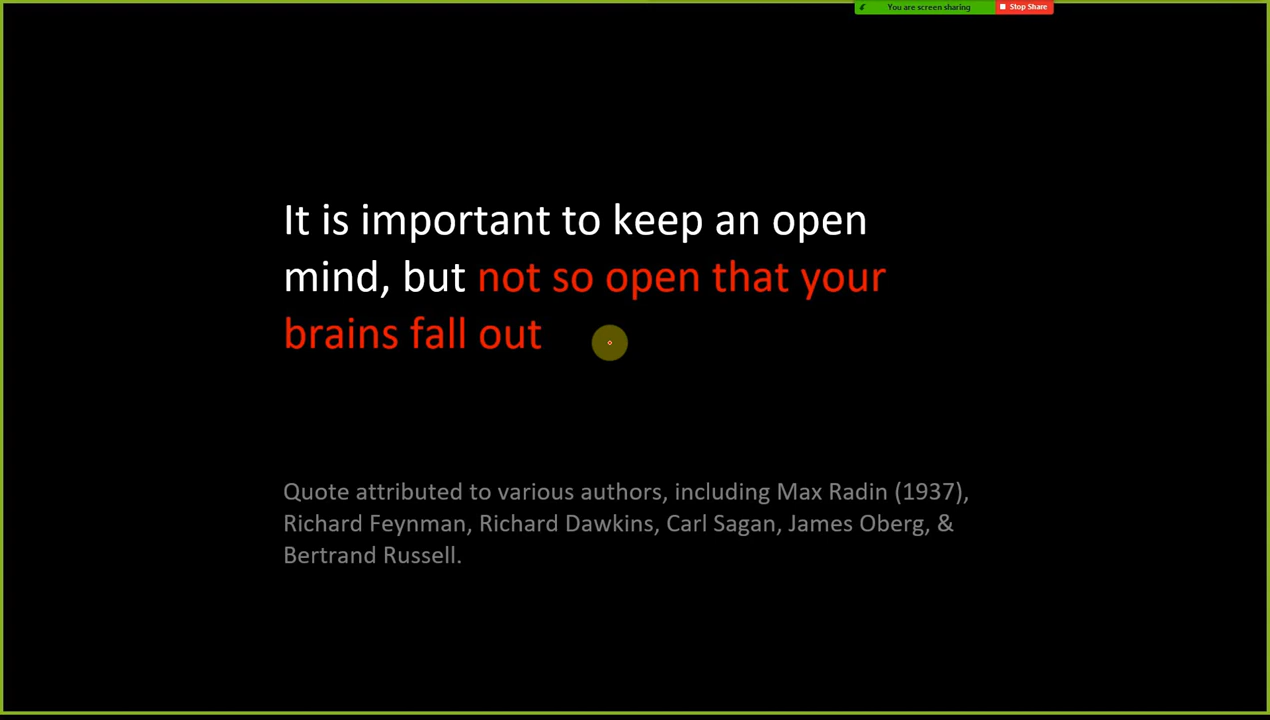 You are screen sharing Stop Share
It is important to keep an open
mind, but not so open that your
brains fall out
Quote attributed to various authors, including Max Radin (1937),
Richard Feynman, Richard Dawkins, Carl Sagan, James Oberg, &
Bertrand Russell.